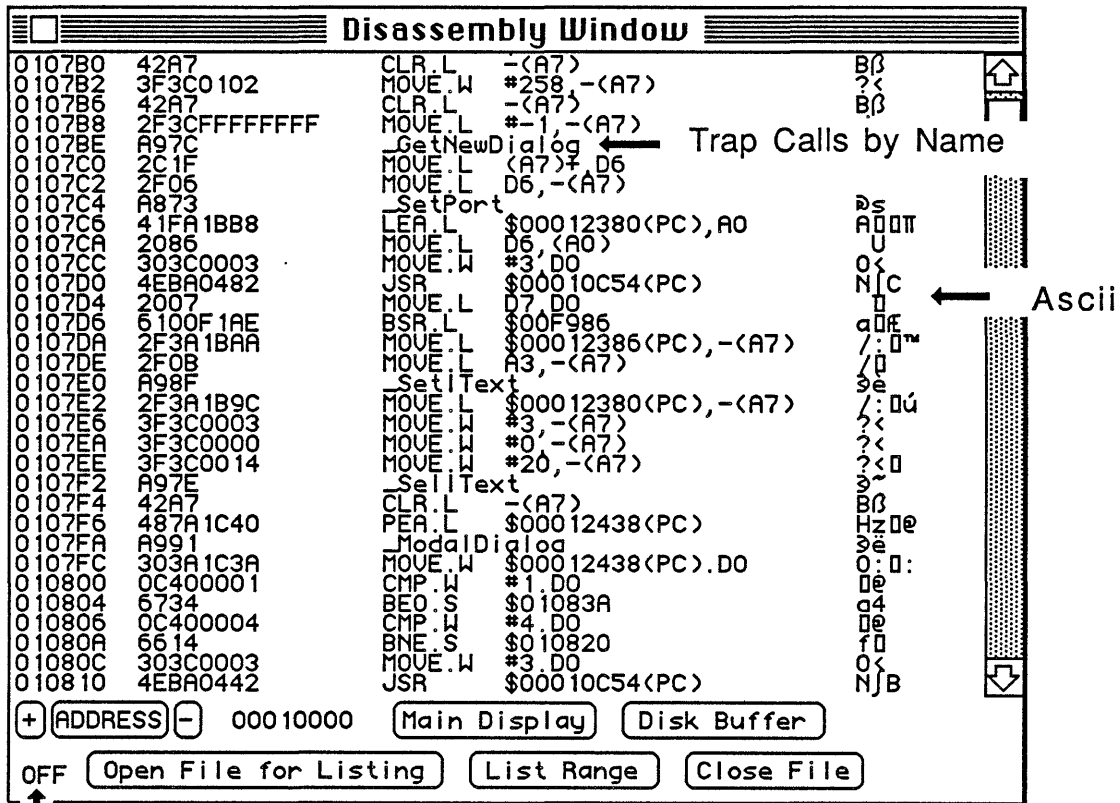 Disassembly Window
0107B0 42A7 CLR.L -(A7) Bß
0107B2 3F3C0102 MOVE.W #258,-(A7) ?<
0107B6 42A7 CLR.L -(A7) Bß
0107B8 2F3CFFFFFFFF MOVE.L #-1,-(A7)
0107BE A97C _GetNewDialog Trap Calls by Name
0107C0 2C1F MOVE.L (A7)+,D6
0107C2 2F06 MOVE.L D6,-(A7)
0107C4 A873 _SetPort
0107C6 41FA1BB8 LEA.L $00012380(PC),A0
0107CA 2086 MOVE.L D6,(A0) Ü
0107CC 303C0003 MOVE.W #3,D0 0<
0107D0 4EBA0482 JSR $00010C54(PC) N∫Ç
0107D4 2007 MOVE.L D7,D0
Ascii
0107D6 6100F1AE BSR.L $00F986
0107DA 2F3A1BAA MOVE.L $00012386(PC),-(A7) /:▯™
0107DE 2F0B MOVE.L A3,-(A7) /▯
0107E0 A98F _SetIText
0107E2 2F3A1B9C MOVE.L $00012380(PC),-(A7) /:▯ú
0107E6 3F3C0003 MOVE.W #3,-(A7) ?<
0107EA 3F3C0000 MOVE.W #0,-(A7) ?<
0107EE 3F3C0014 MOVE.W #20,-(A7) ?<▯
0107F2 A97E _SelIText
0107F4 42A7 CLR.L -(A7) Bß
0107F6 487A1C40 PEA.L $00012438(PC) Hz▯@
0107FA A991 _ModalDialog
0107FC 303A1C3A MOVE.W $00012438(PC).D0 0:▯:
010800 0C400001 CMP.W #1.D0 ▯@
010804 6734 BEQ.S $01083A g4
010806 0C400004 CMP.W #4.D0 ▯@
01080A 6614 BNE.S $010820 f▯
01080C 303C0003 MOVE.W #3.D0 0<
010810 4EBA0442 JSR $00010C54(PC) N∫B
+ ADDRESS - 00010000 Main Display Disk Buffer
OFF Open File for Listing List Range Close File